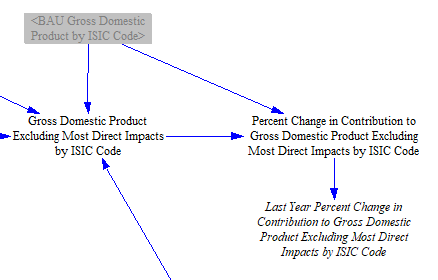 <BAU Gross Domestic
Product by ISIC Code>
Gross Domestic Product
Excluding Most Direct Impacts
by ISIC Code
Percent Change in Contribution to
Gross Domestic Product Excluding
Most Direct Impacts by ISIC Code
Last Year Percent Change in
Contribution to Gross Domestic
Product Excluding Most Direct
Impacts by ISIC Code